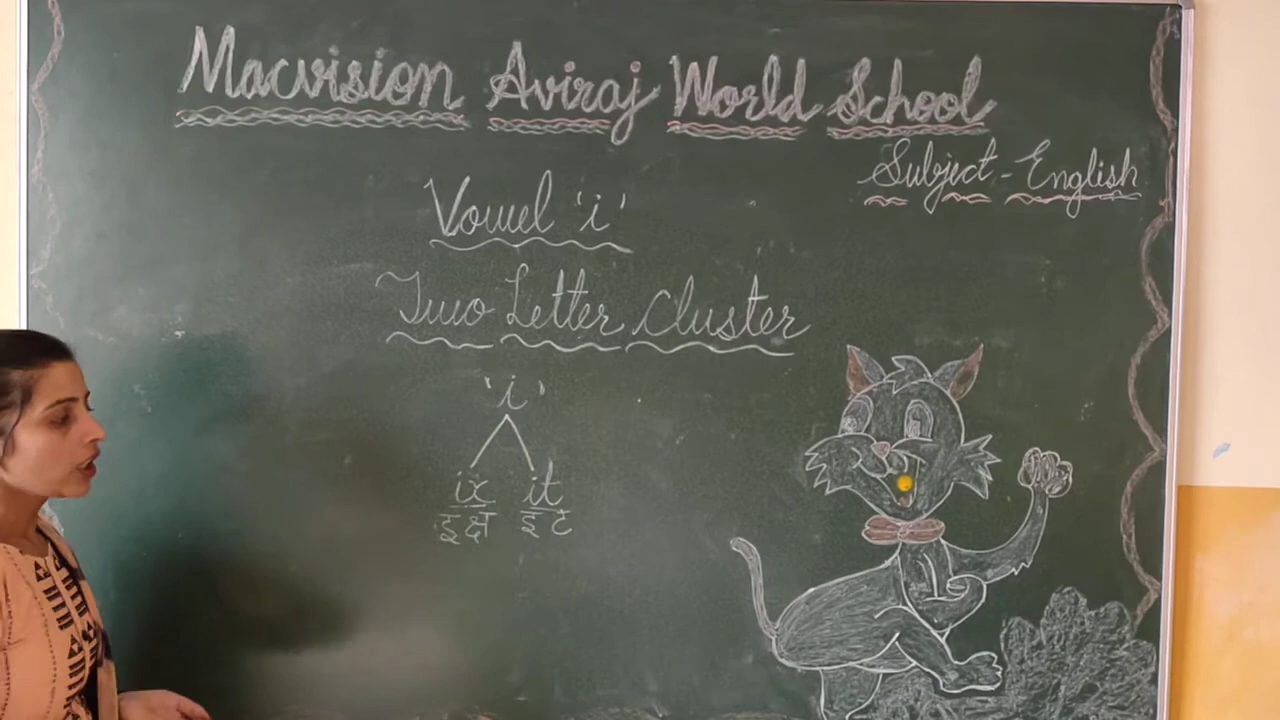 Macvision Aviraj World School
Subject - English
Vowel 'i'
Two Letter Cluster
'i'
ix it
इक्ष इट